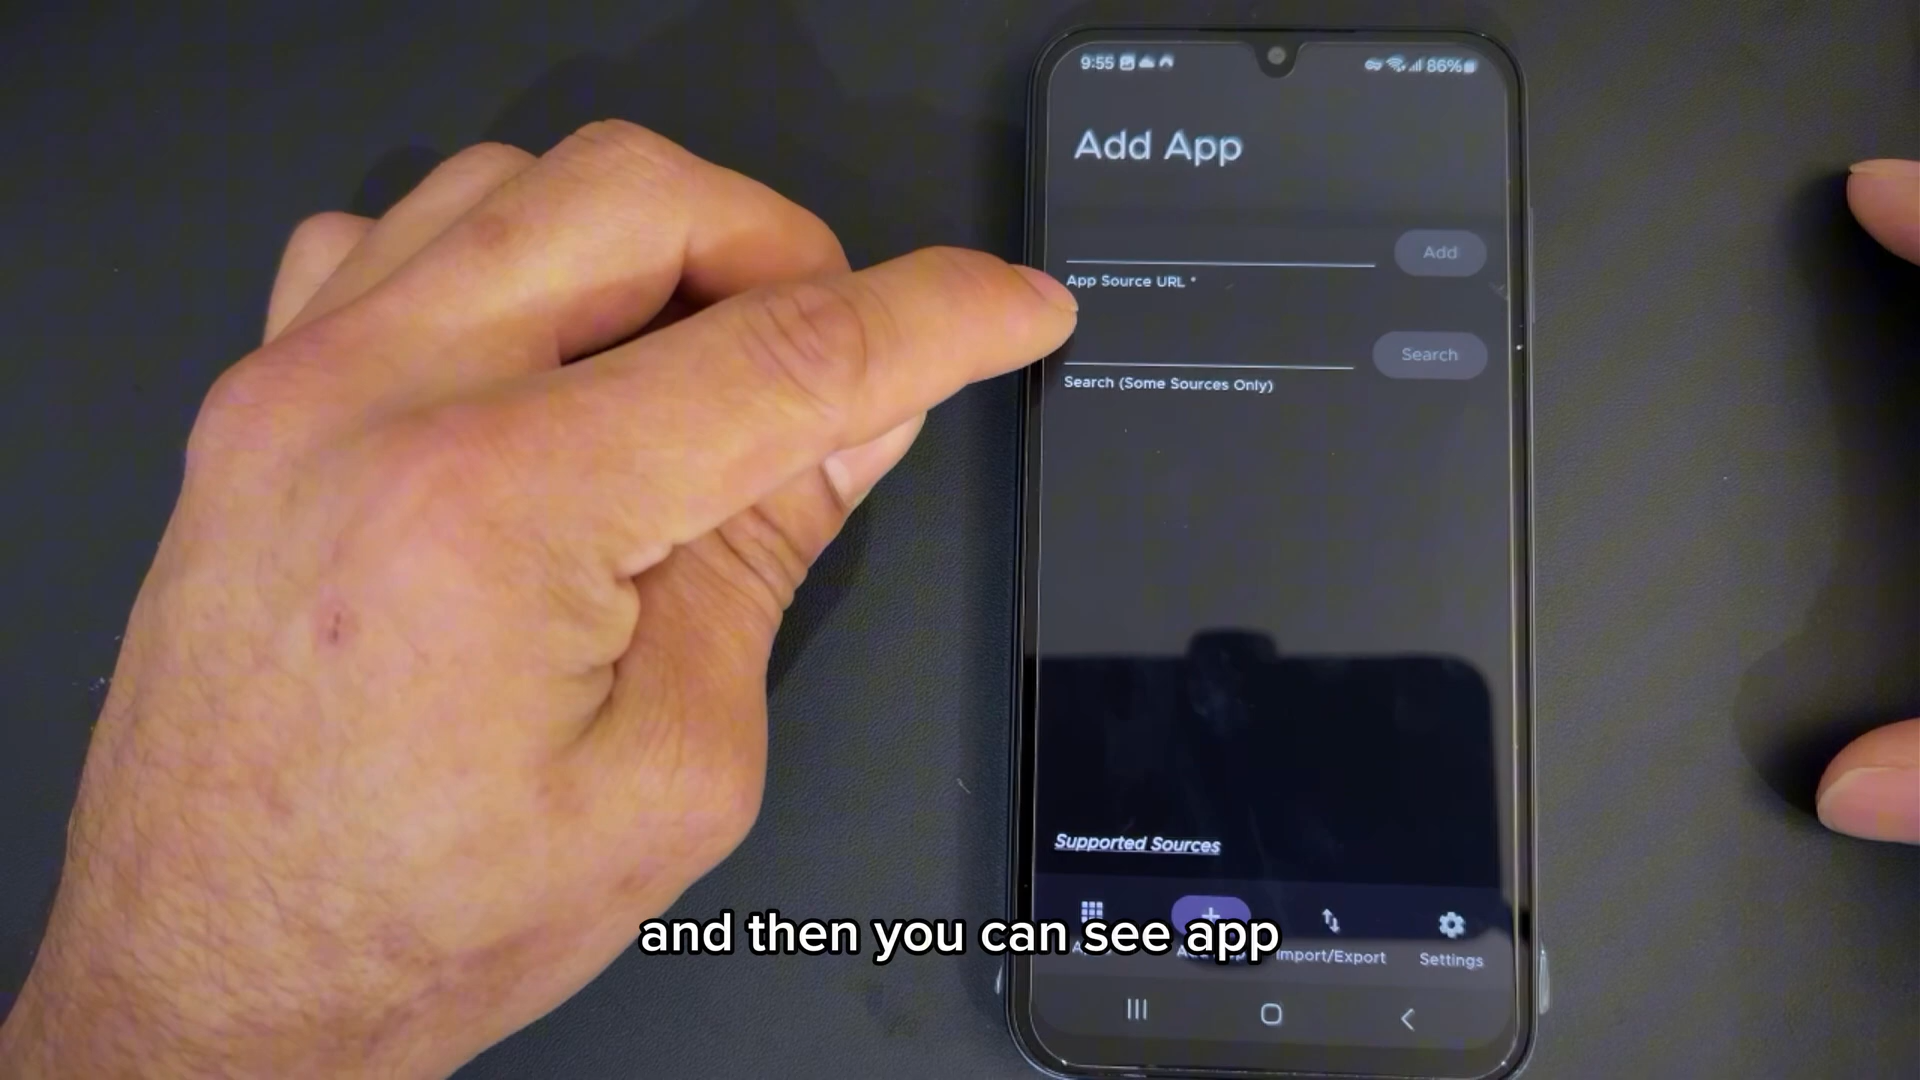 9:55 86%
Add App
Add
App Source URL *
Search
Search (Some Sources Only)
Supported Sources
and then you can see app
Import/Export
Settings